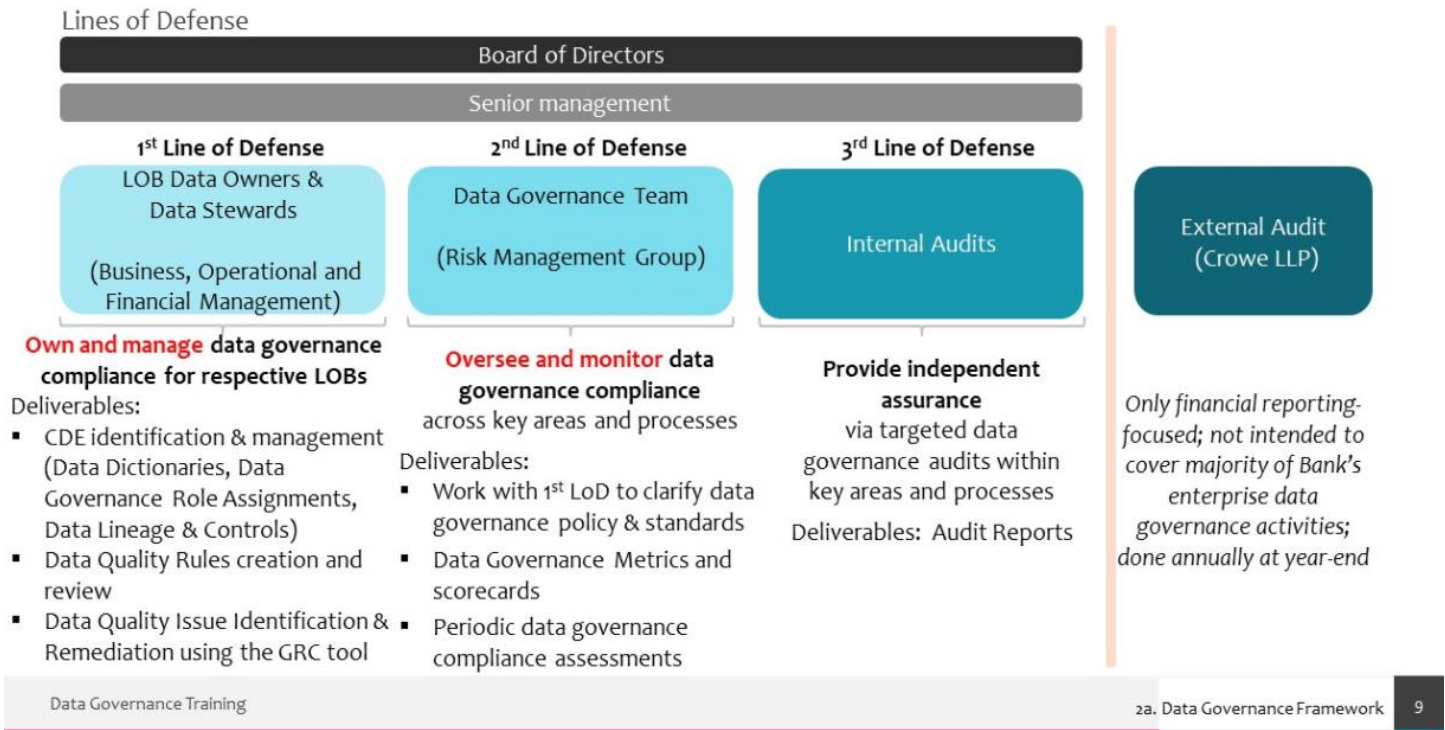 Lines of Defense
Board of Directors
Senior management
1st Line of Defense
LOB Data Owners &
Data Stewards
(Business, Operational and
Financial Management)
Own and manage data governance
compliance for respective LOBs
Deliverables:
▪ CDE identification & management
(Data Dictionaries, Data
Governance Role Assignments,
Data Lineage & Controls)
▪ Data Quality Rules creation and
review
▪ Data Quality Issue Identification &
Remediation using the GRC tool
2nd Line of Defense
Data Governance Team
(Risk Management Group)
Oversee and monitor data
governance compliance
across key areas and processes
Deliverables:
▪ Work with 1st LoD to clarify data
governance policy & standards
▪ Data Governance Metrics and
scorecards
▪ Periodic data governance
compliance assessments
3rd Line of Defense
Internal Audits
Provide independent
assurance
via targeted data
governance audits within
key areas and processes
Deliverables: Audit Reports
External Audit
(Crowe LLP)
Only financial reporting-
focused; not intended to
cover majority of Bank's
enterprise data
governance activities;
done annually at year-end
Data Governance Training
2a. Data Governance Framework
9